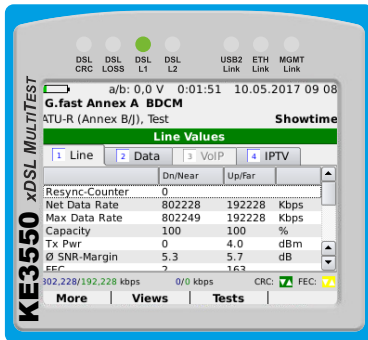 DSL CRC
DSL LOSS
DSL L1
DSL L2
USB2 Link
ETH Link
MGMT Link
KE3550 xDSL MULTITEST
a/b: 0,0 V 0:01:51 10.05.2017 09 08
G.fast Annex A BDCM
ATU-R (Annex B/J), Test Showtime
Line Values
1 Line 2 Data 3 VoIP 4 IPTV
Dn/Near Up/Far
Resync-Counter 0
Net Data Rate 802228 192228 Kbps
Max Data Rate 802249 192228 Kbps
Capacity 100 100 %
Tx Pwr 0 4.0 dBm
Ø SNR-Margin 5.3 5.7 dB
FEC 2 163
802,228/192,228 kbps 0/0 kbps CRC: FEC:
More Views Tests